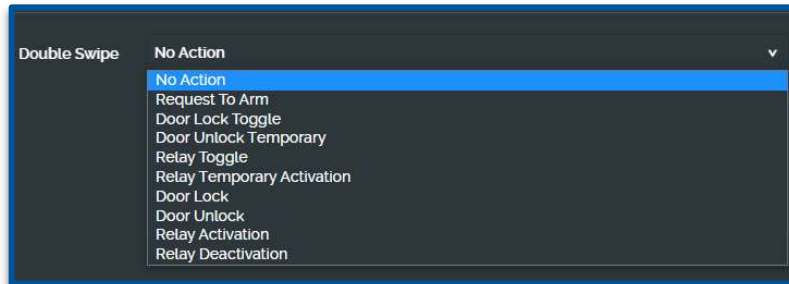 Double Swipe No Action
No Action
Request To Arm
Door Lock Toggle
Door Unlock Temporary
Relay Toggle
Relay Temporary Activation
Door Lock
Door Unlock
Relay Activation
Relay Deactivation